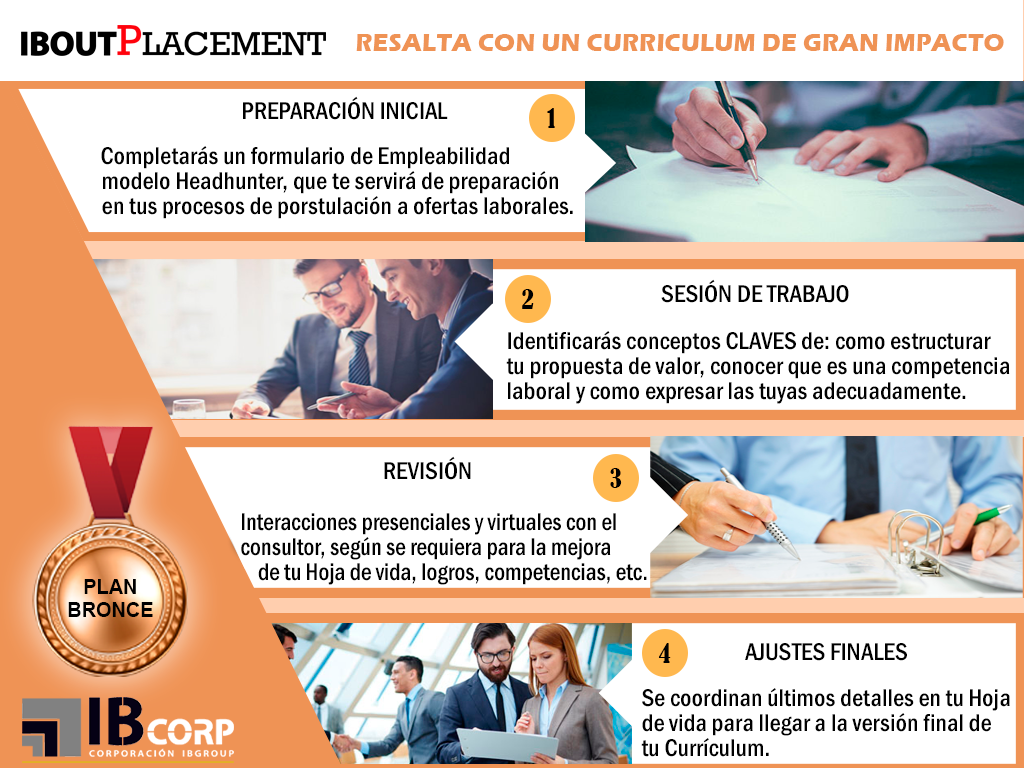 IBOUTPLACEMENT
RESALTA CON UN CURRICULUM DE GRAN IMPACTO
PREPARACIÓN INICIAL
1
Completarás un formulario de Empleabilidad
modelo Headhunter, que te servirá de preparación
en tus procesos de porstulación a ofertas laborales.
2
SESIÓN DE TRABAJO
Identificarás conceptos CLAVES de: como estructurar
tu propuesta de valor, conocer que es una competencia
laboral y como expresar las tuyas adecuadamente.
REVISIÓN
3
Interacciones presenciales y virtuales con el
consultor, según se requiera para la mejora
de tu Hoja de vida, logros, competencias, etc.
PLAN
BRONCE
4
AJUSTES FINALES
Se coordinan últimos detalles en tu Hoja
de vida para llegar a la versión final de
tu Currículum.
IBCORP
CORPORACIÓN IBGROUP